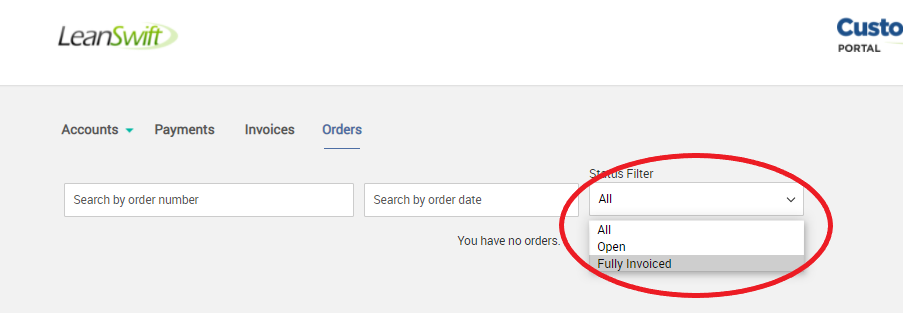 LeanSwift
Custo
PORTAL
Accounts Payments Invoices Orders
Status Filter
Search by order number Search by order date All
All
You have no orders.
Open
Fully Invoiced